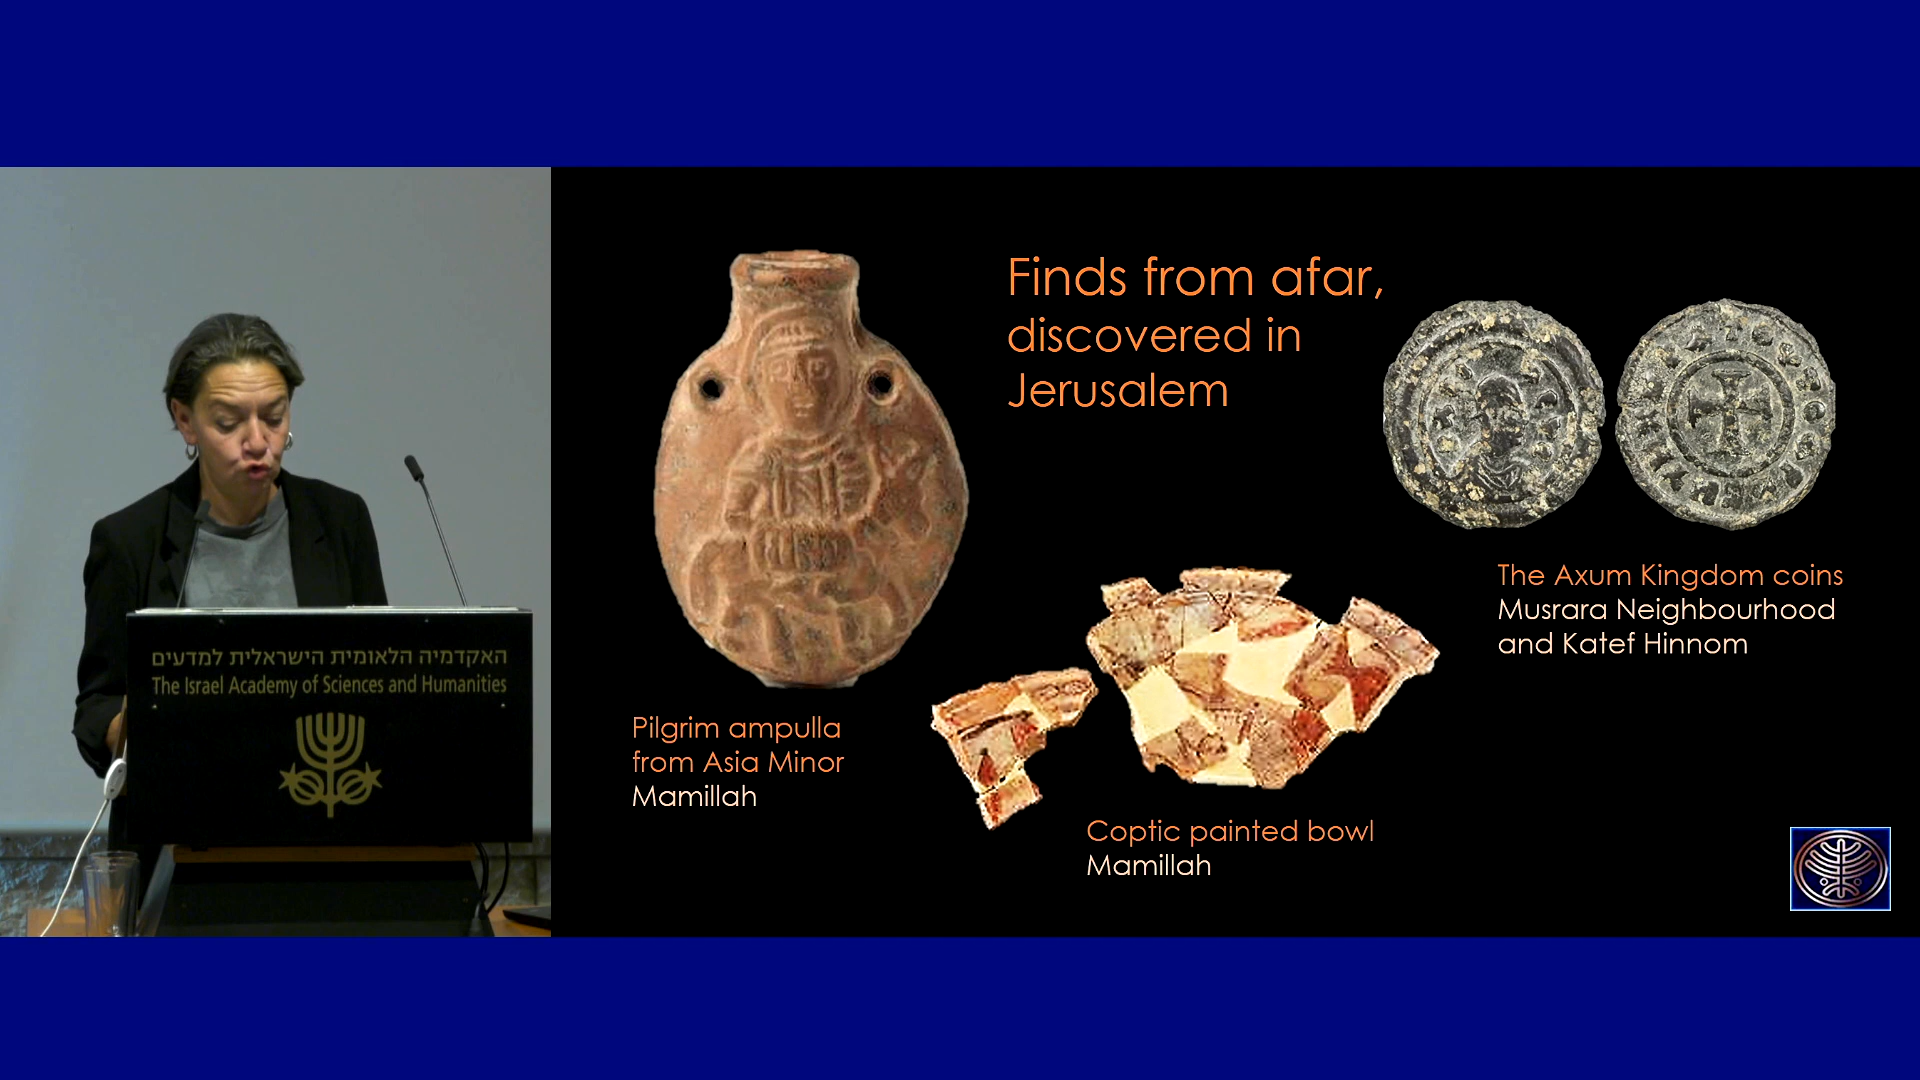 האקדמיה הלאומית הישראלית למדעים
The Israel Academy of Sciences and Humanities
Finds from afar,
discovered in
Jerusalem
The Axum Kingdom coins
Musrara Neighbourhood
and Katef Hinnom
Pilgrim ampulla
from Asia Minor
Mamillah
Coptic painted bowl
Mamillah